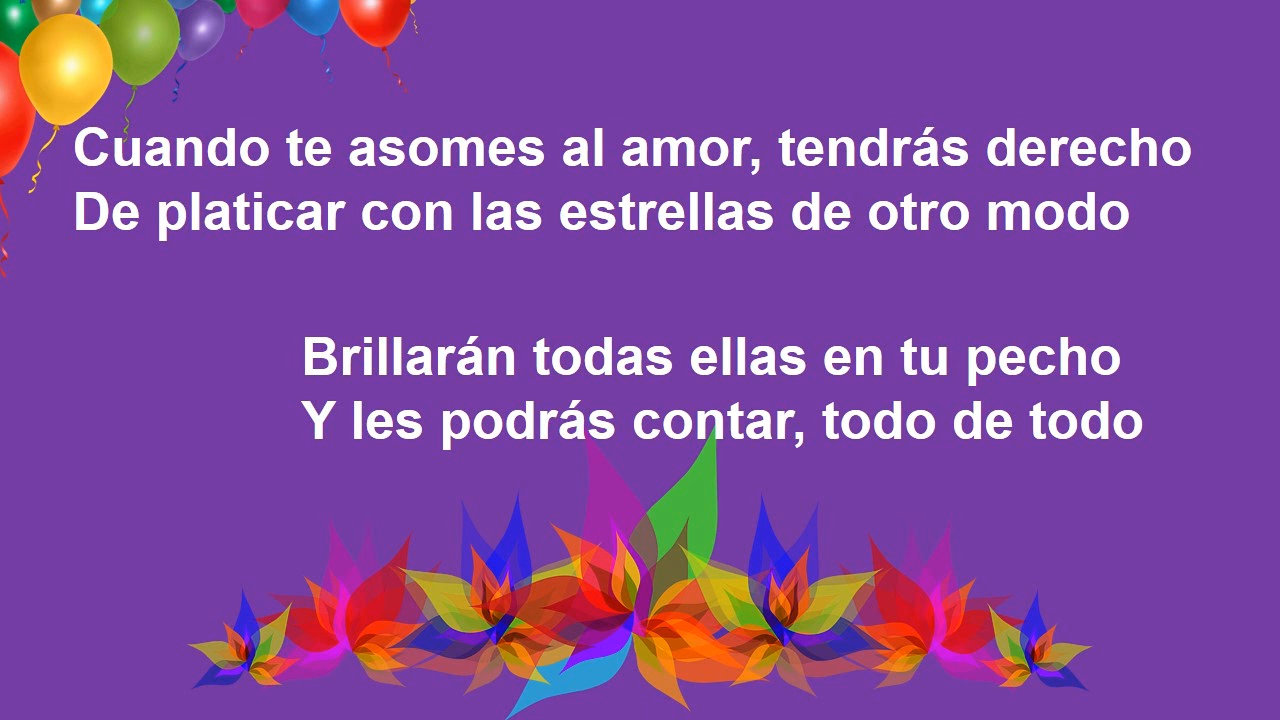 Cuando te asomes al amor, tendrás derecho
De platicar con las estrellas de otro modo
Brillarán todas ellas en tu pecho
Y les podrás contar, todo de todo